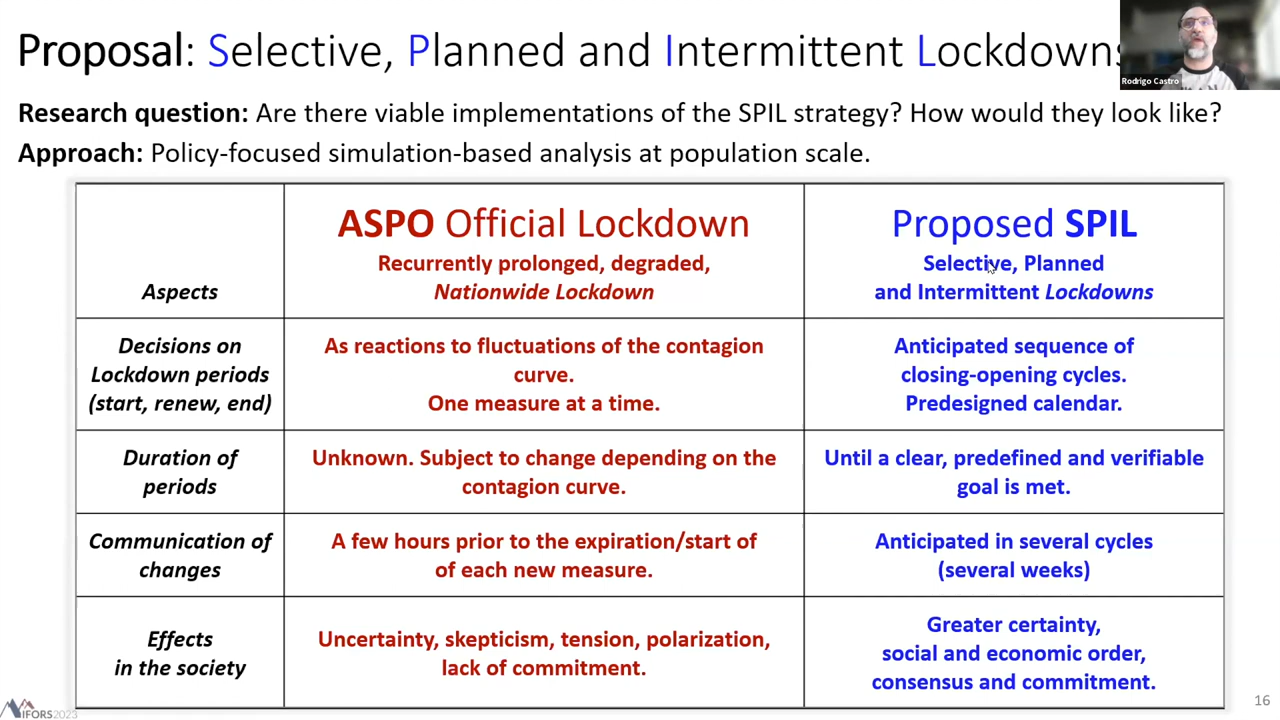 Proposal: Selective, Planned and Intermittent Lockdowns
Rodrigo Castro
Research question: Are there viable implementations of the SPIL strategy? How would they look like?
Approach: Policy-focused simulation-based analysis at population scale.
Aspects
ASPO Official Lockdown
Recurrently prolonged, degraded,
Nationwide Lockdown
Proposed SPIL
Selective, Planned
and Intermittent Lockdowns
Decisions on
Lockdown periods
(start, renew, end)
As reactions to fluctuations of the contagion
curve.
One measure at a time.
Anticipated sequence of
closing-opening cycles.
Predesigned calendar.
Duration of
periods
Unknown. Subject to change depending on the
contagion curve.
Until a clear, predefined and verifiable
goal is met.
Communication of
changes
A few hours prior to the expiration/start of
of each new measure.
Anticipated in several cycles
(several weeks)
Effects
in the society
Uncertainty, skepticism, tension, polarization,
lack of commitment.
Greater certainty,
social and economic order,
consensus and commitment.
IFORS2023
16